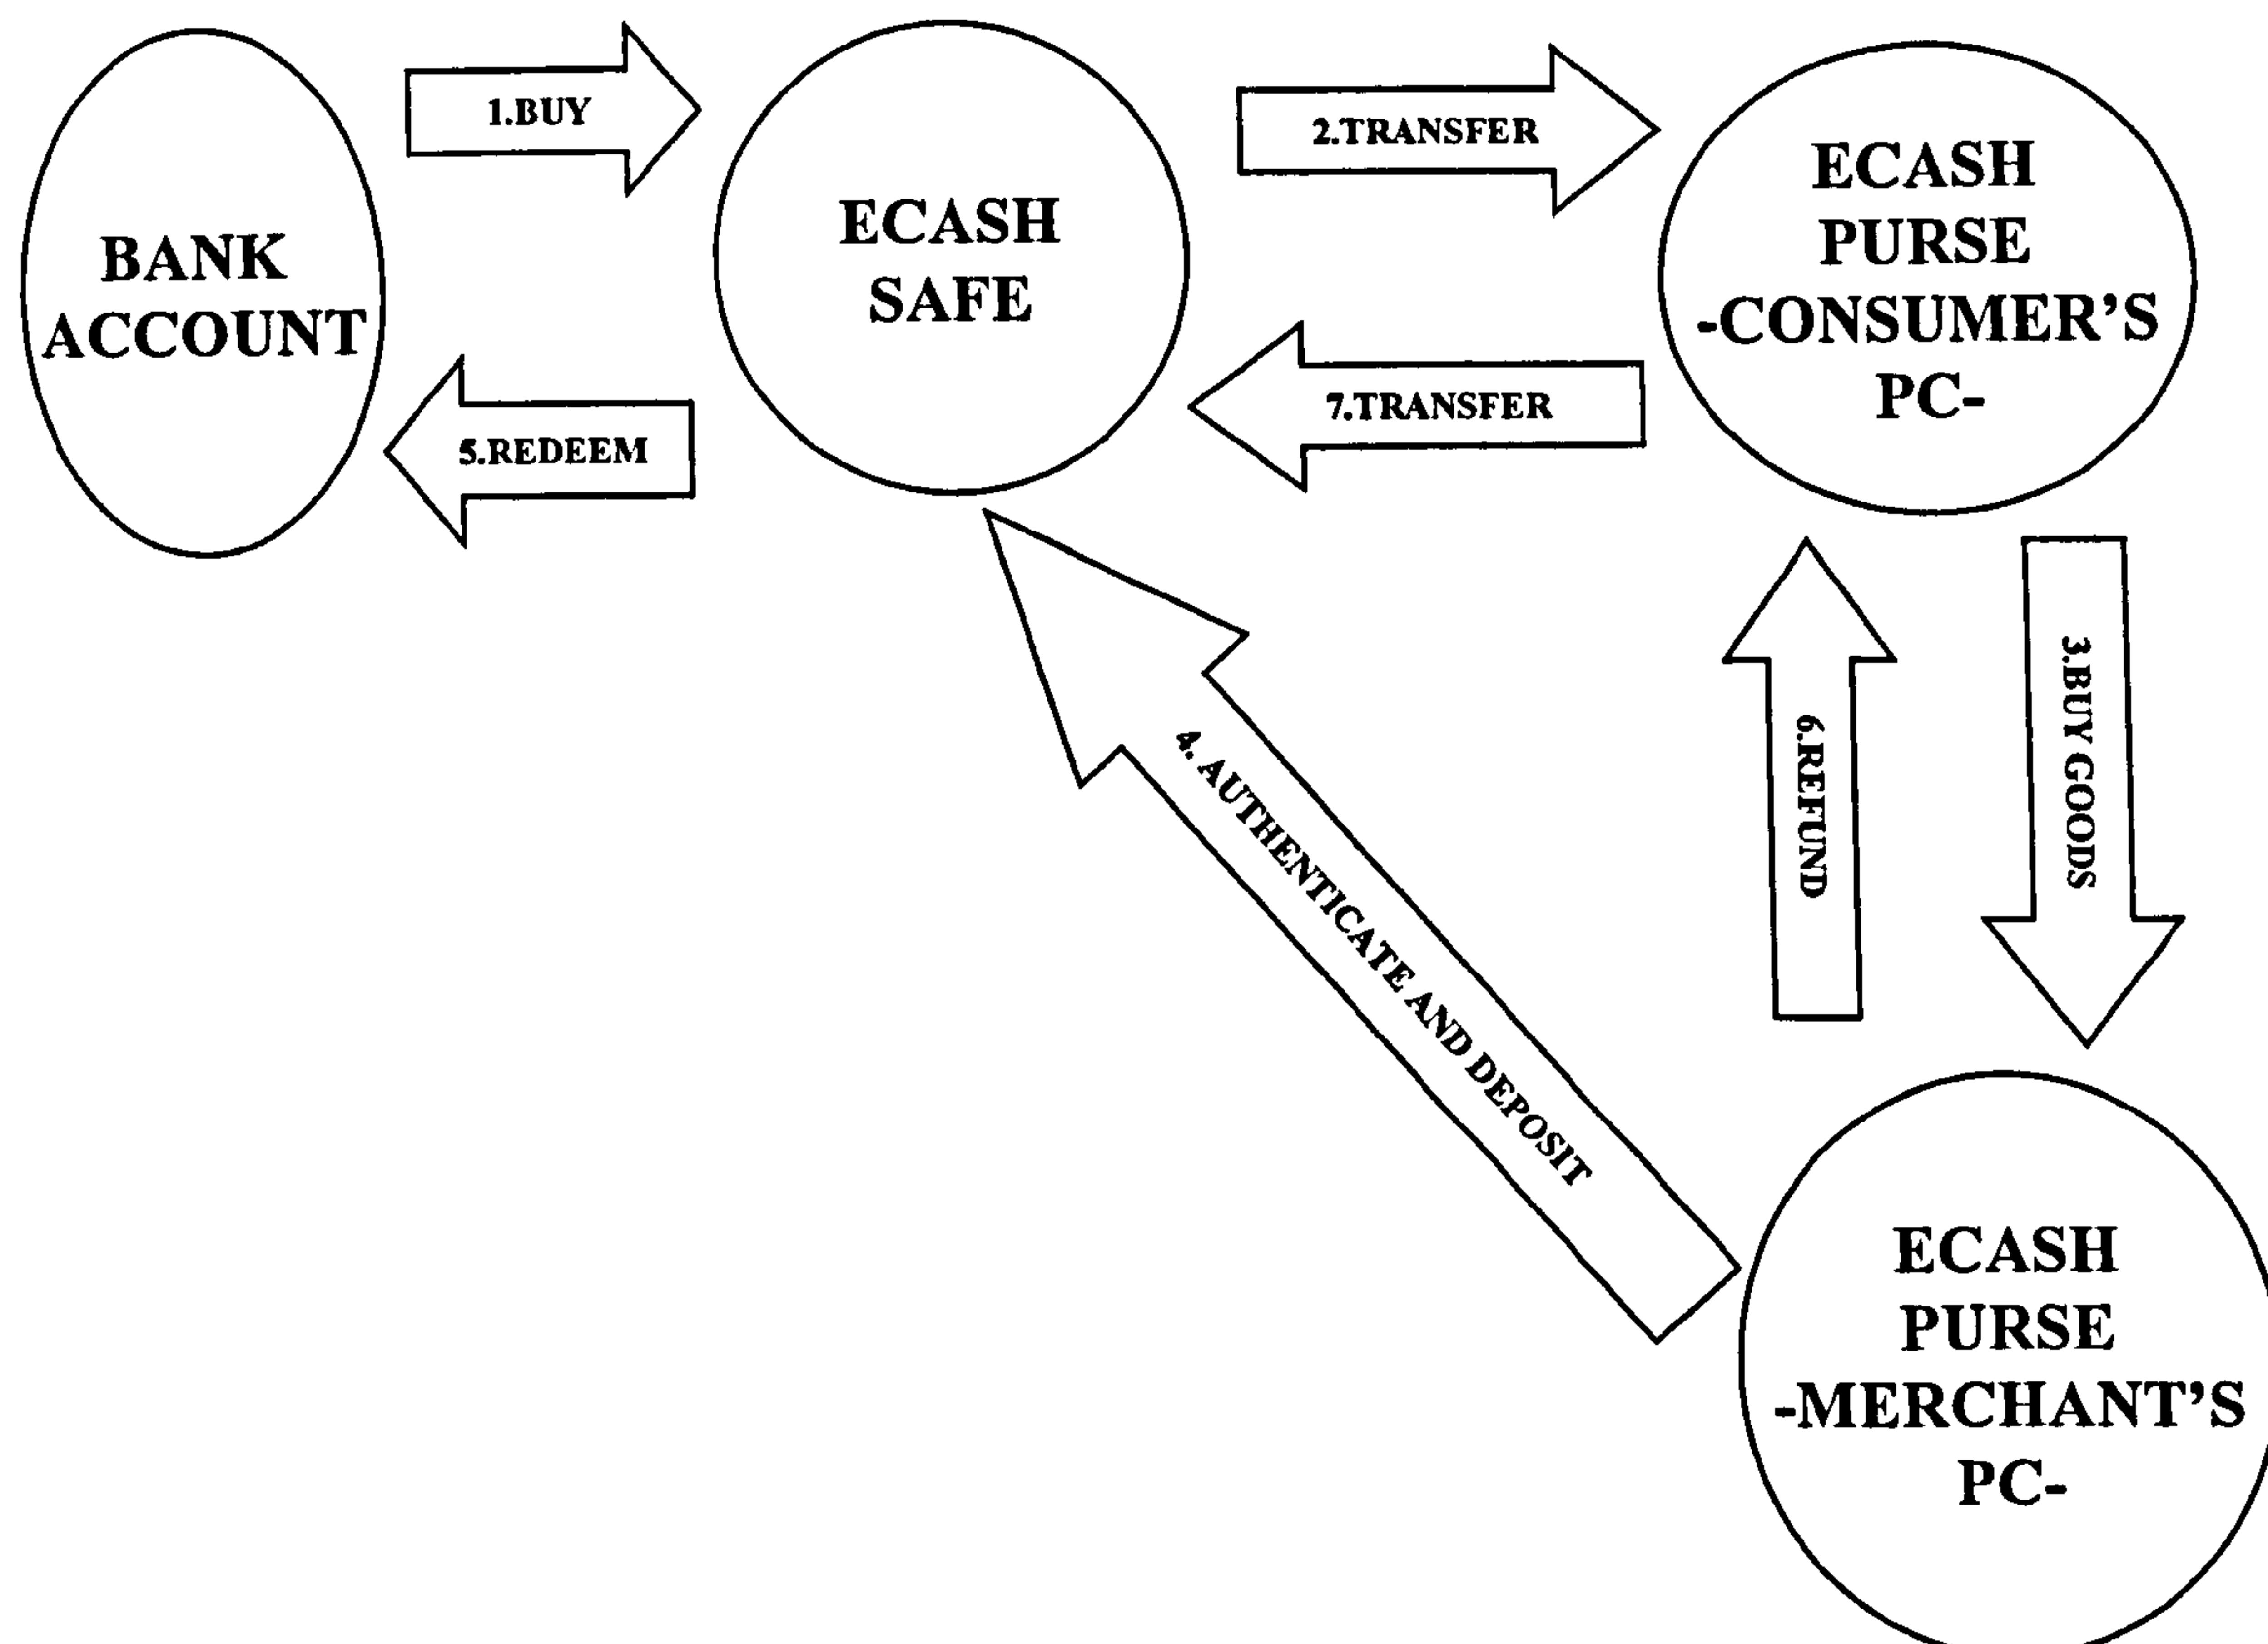 BANK
ACCOUNT
1.BUY
5.REDEEM
ECASH
SAFE
2.TRANSFER
7.TRANSFER
ECASH
PURSE
-CONSUMER'S
PC-
6.REFUND
3.BUY GOODS
4. AUTHENTICATE AND DEPOSIT
ECASH
PURSE
-MERCHANT'S
PC-